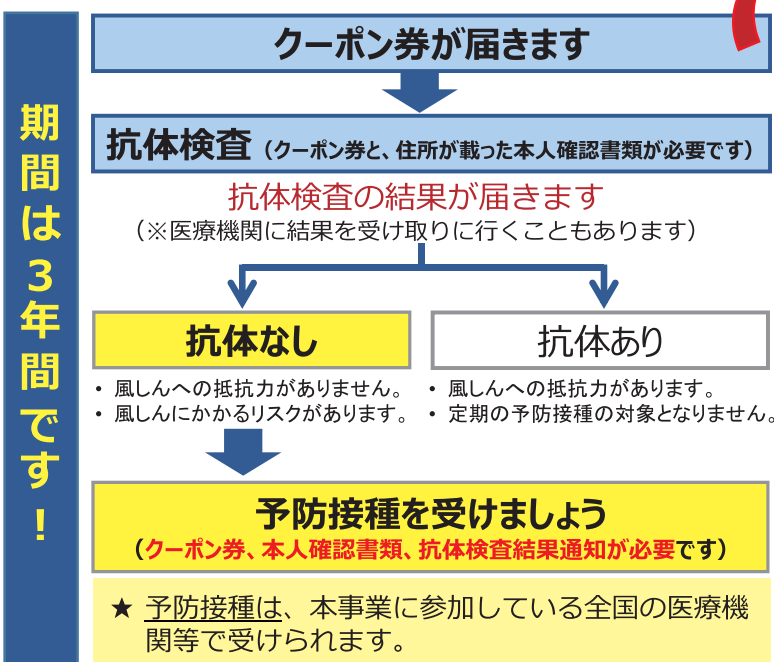 期間は3年間です!
クーポン券が届きます
抗体検査(クーポン券と、住所が載った本人確認書類が必要です)
抗体検査の結果が届きます
(※医療機関に結果を受け取りに行くこともあります)
抗体なし
・ 風しんへの抵抗力がありません。
・ 風しんにかかるリスクがあります。
抗体あり
・ 風しんへの抵抗力があります。
・ 定期の予防接種の対象となりません。
予防接種を受けましょう
(クーポン券、本人確認書類、抗体検査結果通知が必要です)
★ 予防接種は、本事業に参加している全国の医療機
関等で受けられます。